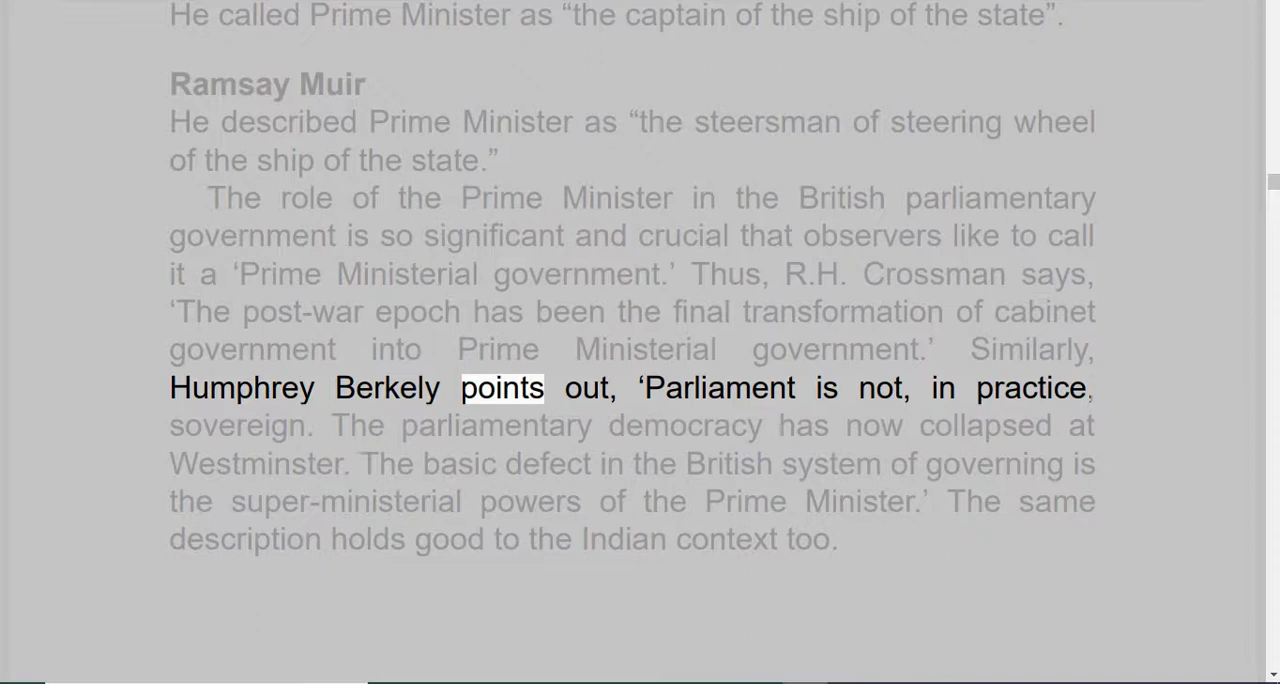 He called Prime Minister as “the captain of the ship of the state”.
Ramsay Muir
He described Prime Minister as “the steersman of steering wheel
of the ship of the state.”
The role of the Prime Minister in the British parliamentary
government is so significant and crucial that observers like to call
it a ‘Prime Ministerial government.’ Thus, R.H. Crossman says,
‘The post-war epoch has been the final transformation of cabinet
government into Prime Ministerial government.’ Similarly,
Humphrey Berkely points out, ‘Parliament is not, in practice,
sovereign. The parliamentary democracy has now collapsed at
Westminster. The basic defect in the British system of governing is
the super-ministerial powers of the Prime Minister.’ The same
description holds good to the Indian context too.